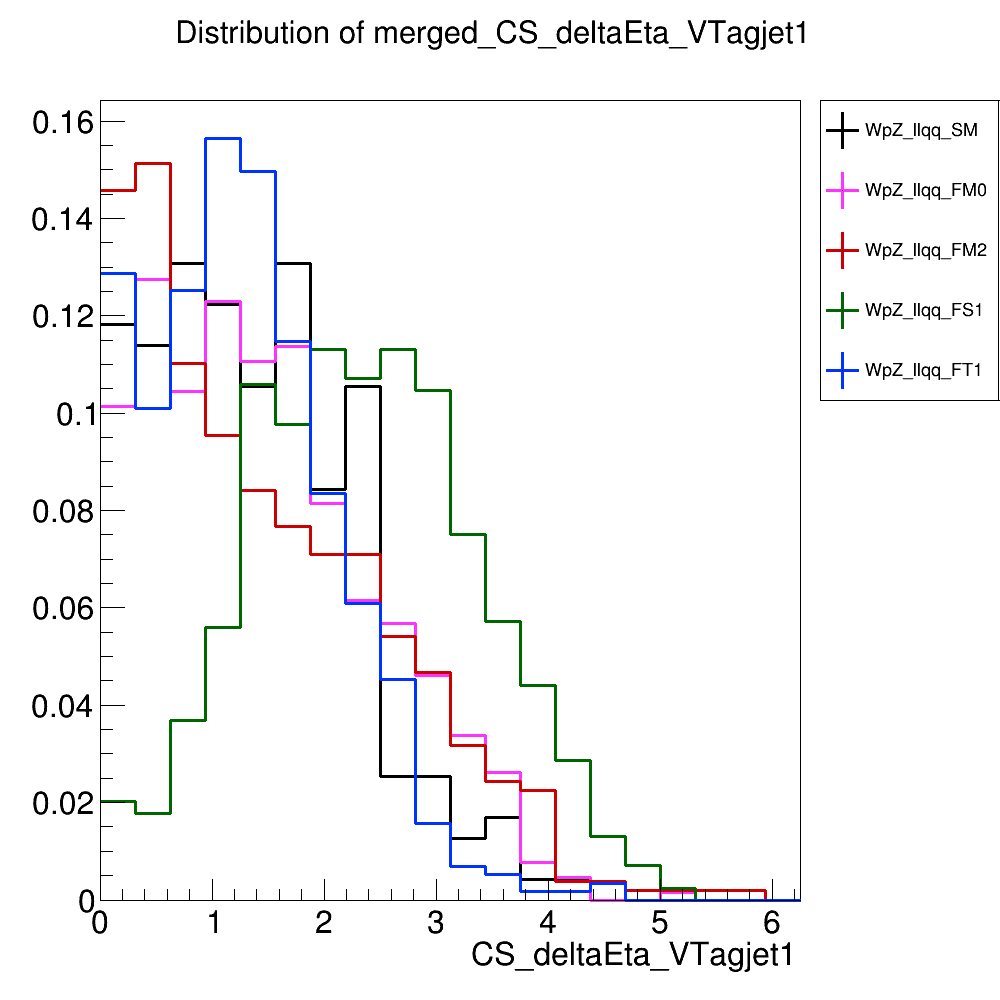 Distribution of merged_CS_deltaEta_VTagjet1
0.16
0.14
0.12
0.1
0.08
0.06
0.04
0.02
0
0 1 2 3 4 5 6
CS_deltaEta_VTagjet1
WpZ_llqq_SM
WpZ_llqq_FM0
WpZ_llqq_FM2
WpZ_llqq_FS1
WpZ_llqq_FT1